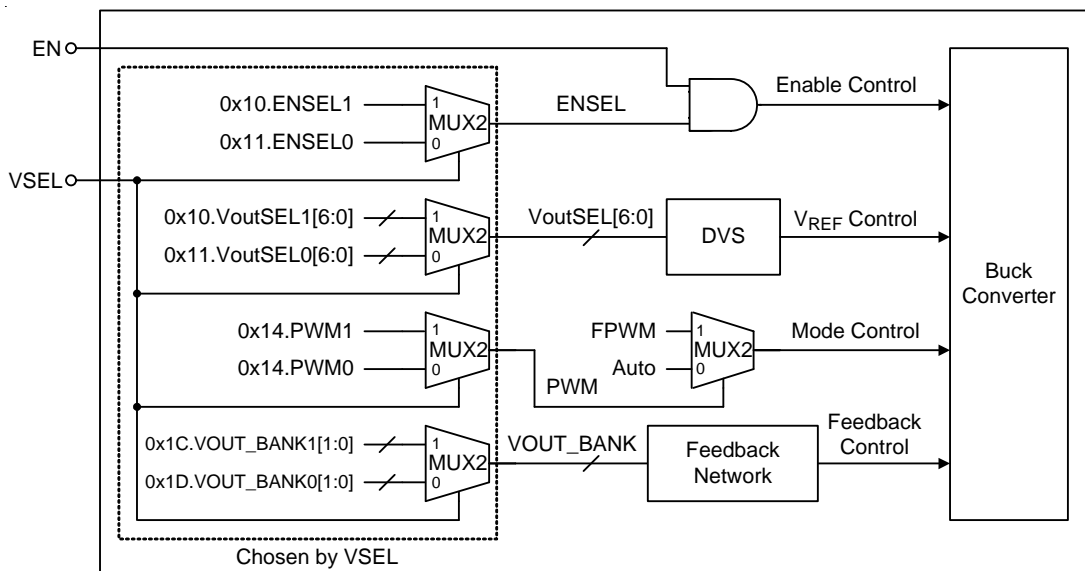 EN
0x10.ENSEL1
1
MUX2
0x11.ENSEL0
0
ENSEL
Enable Control
VSEL
0x10.VoutSEL1[6:0]
1
MUX2
0x11.VoutSEL0[6:0]
0
VoutSEL[6:0]
DVS
VREF Control
Buck
Converter
0x14.PWM1
1
MUX2
0x14.PWM0
0
PWM
FPWM
1
MUX2
Auto
0
Mode Control
0x1C.VOUT_BANK1[1:0]
1
MUX2
0x1D.VOUT_BANK0[1:0]
0
VOUT_BANK
Feedback
Network
Feedback
Control
Chosen by VSEL